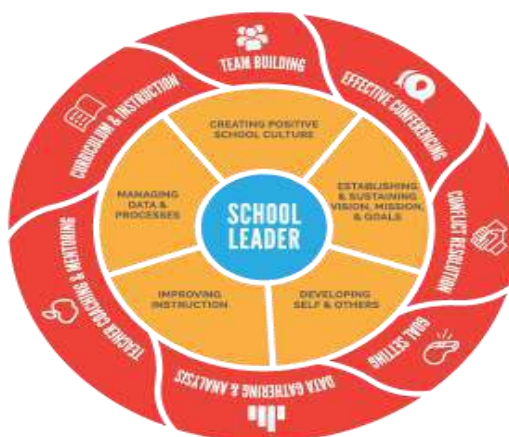 TEAM BUILDING
EFFECTIVE CONFERENCING
CONFLICT RESOLUTION
GOAL SETTING
DATA GATHERING & ANALYSIS
TEACHER COACHING & MENTORING
CURRICULUM & INSTRUCTION
CREATING POSITIVE
SCHOOL CULTURE
ESTABLISHING
& SUSTAINING
VISION, MISSION,
& GOALS
DEVELOPING
SELF & OTHERS
IMPROVING
INSTRUCTION
MANAGING
DATA &
PROCESSES
SCHOOL
LEADER